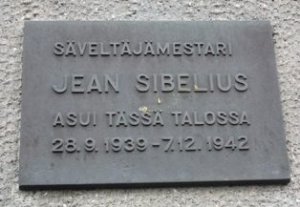 SÄVELTÄJÄMESTARI
JEAN SIBELIUS
ASUI TÄSSÄ TALOSSA
28.9.1939–7.12.1942